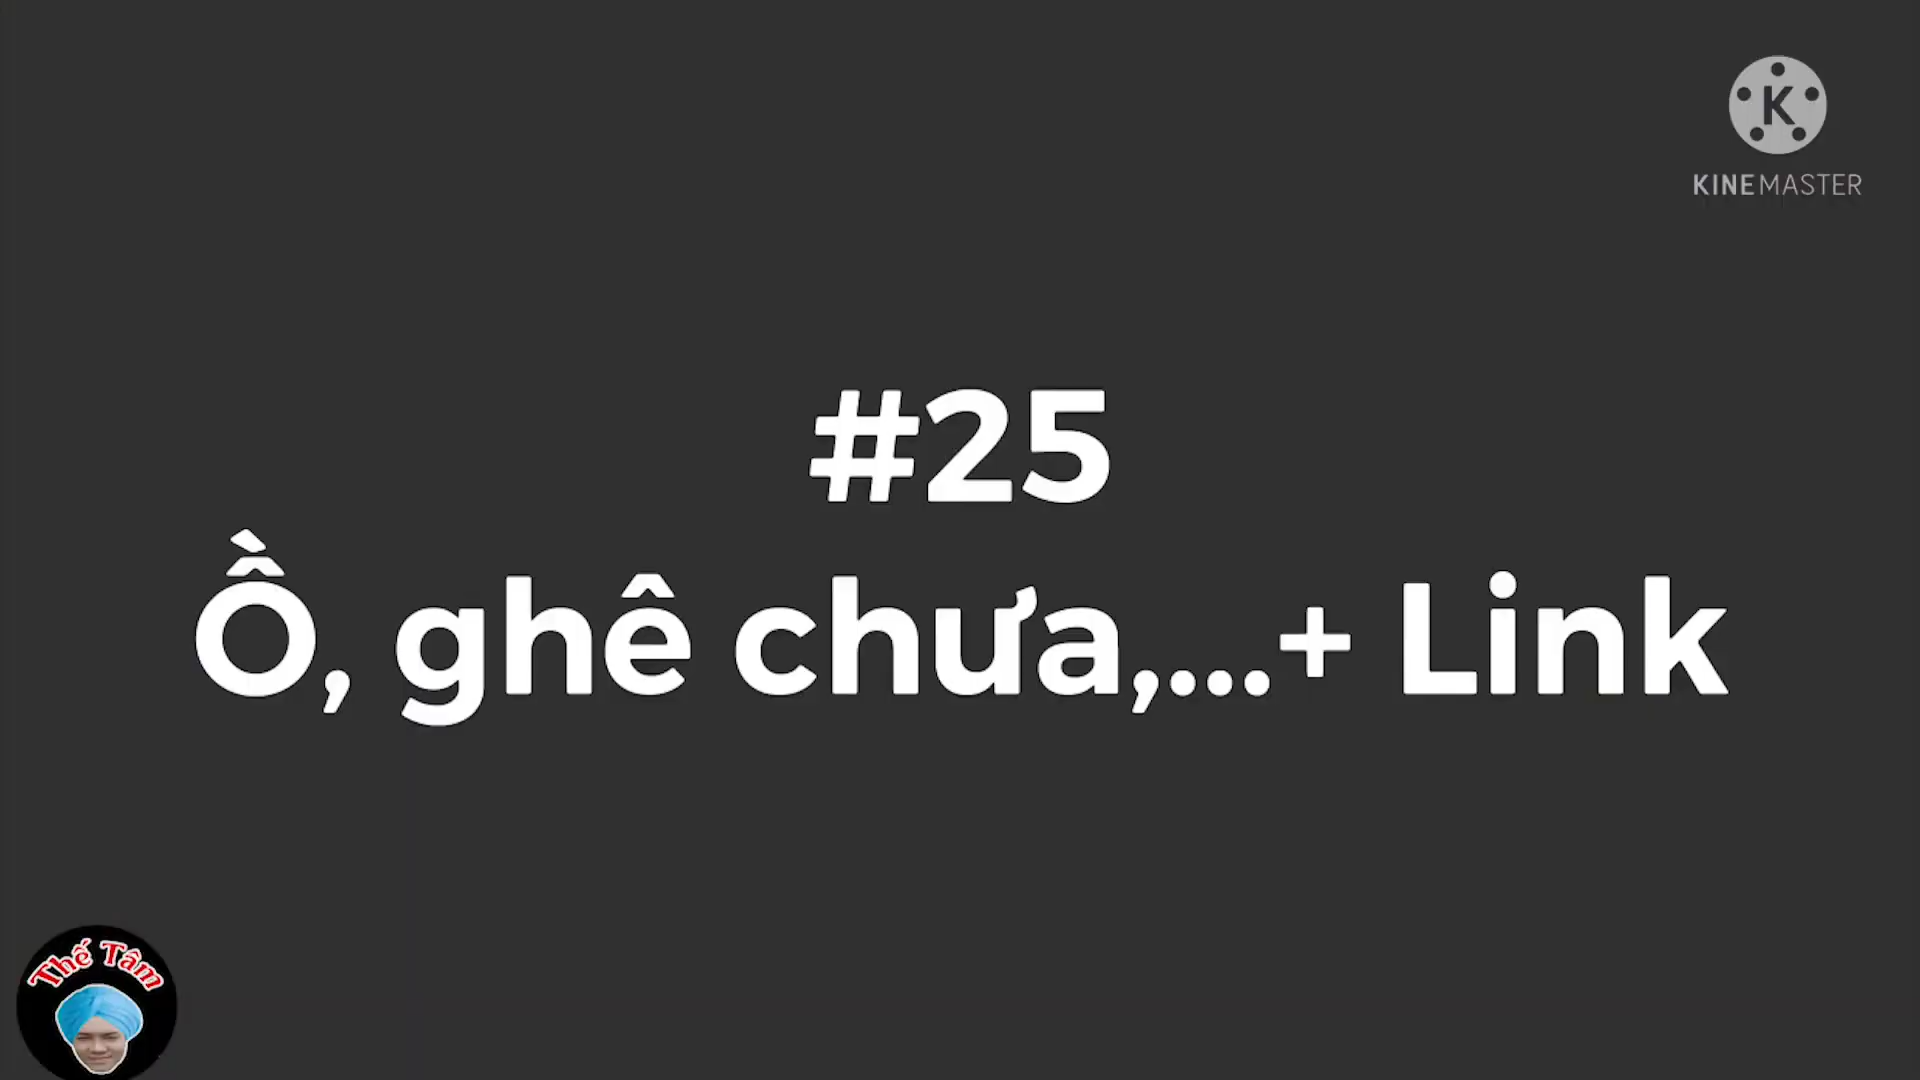 KINEMASTER
#25
Ồ, ghê chưa,...+ Link
Thế Tâm